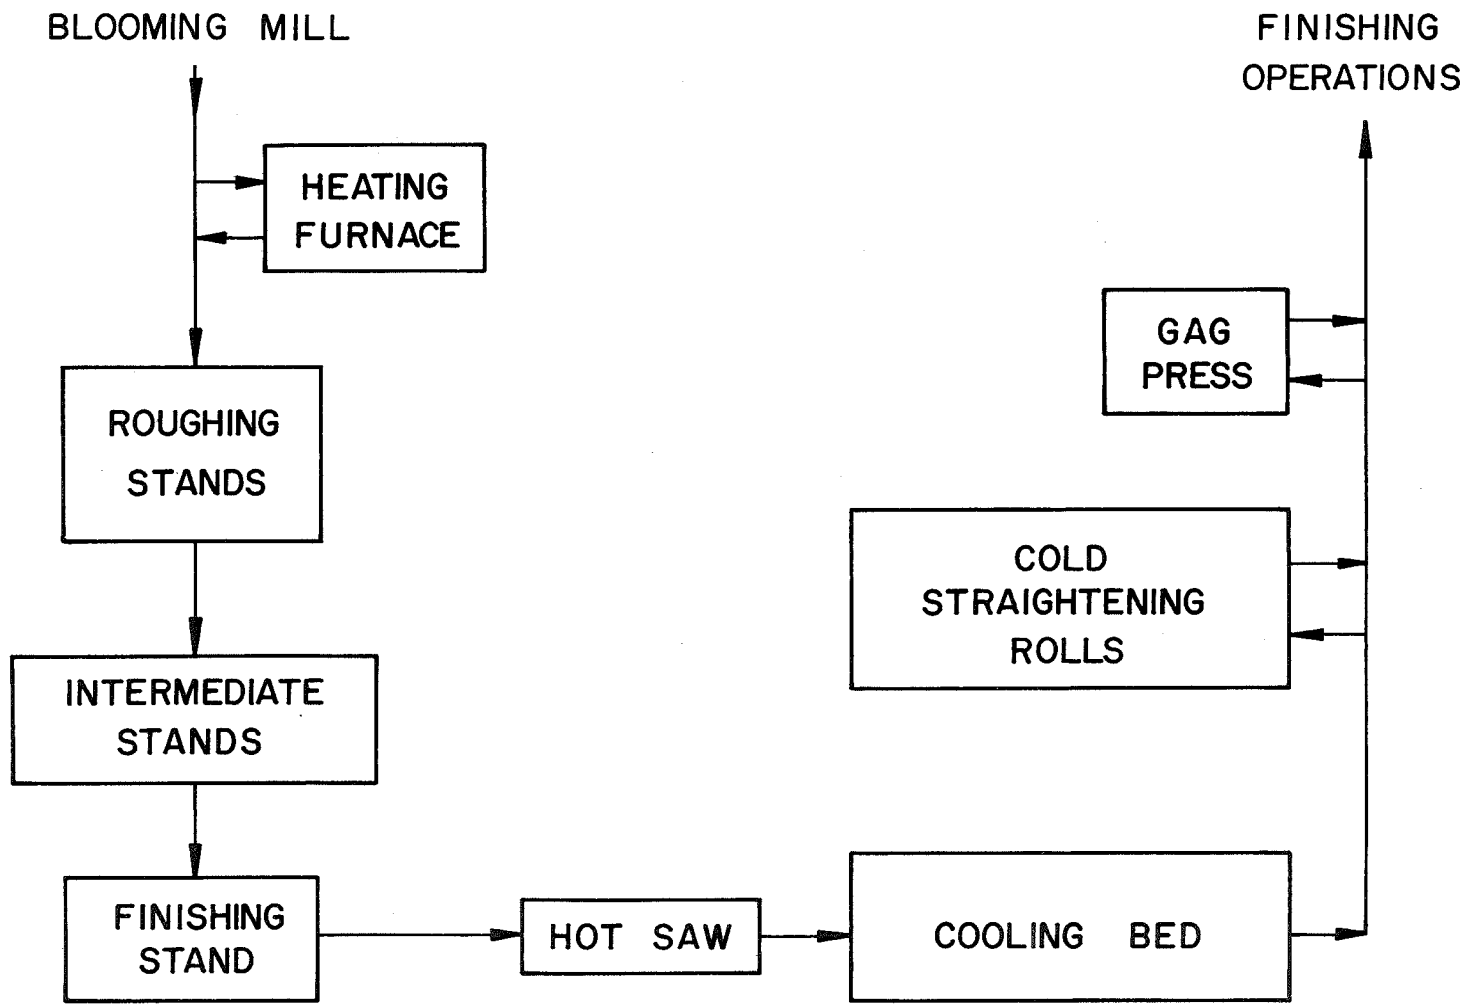 BLOOMING MILL
HEATING
FURNACE
ROUGHING
STANDS
INTERMEDIATE
STANDS
FINISHING
STAND
HOT SAW
COOLING BED
COLD
STRAIGHTENING
ROLLS
GAG
PRESS
FINISHING
OPERATIONS